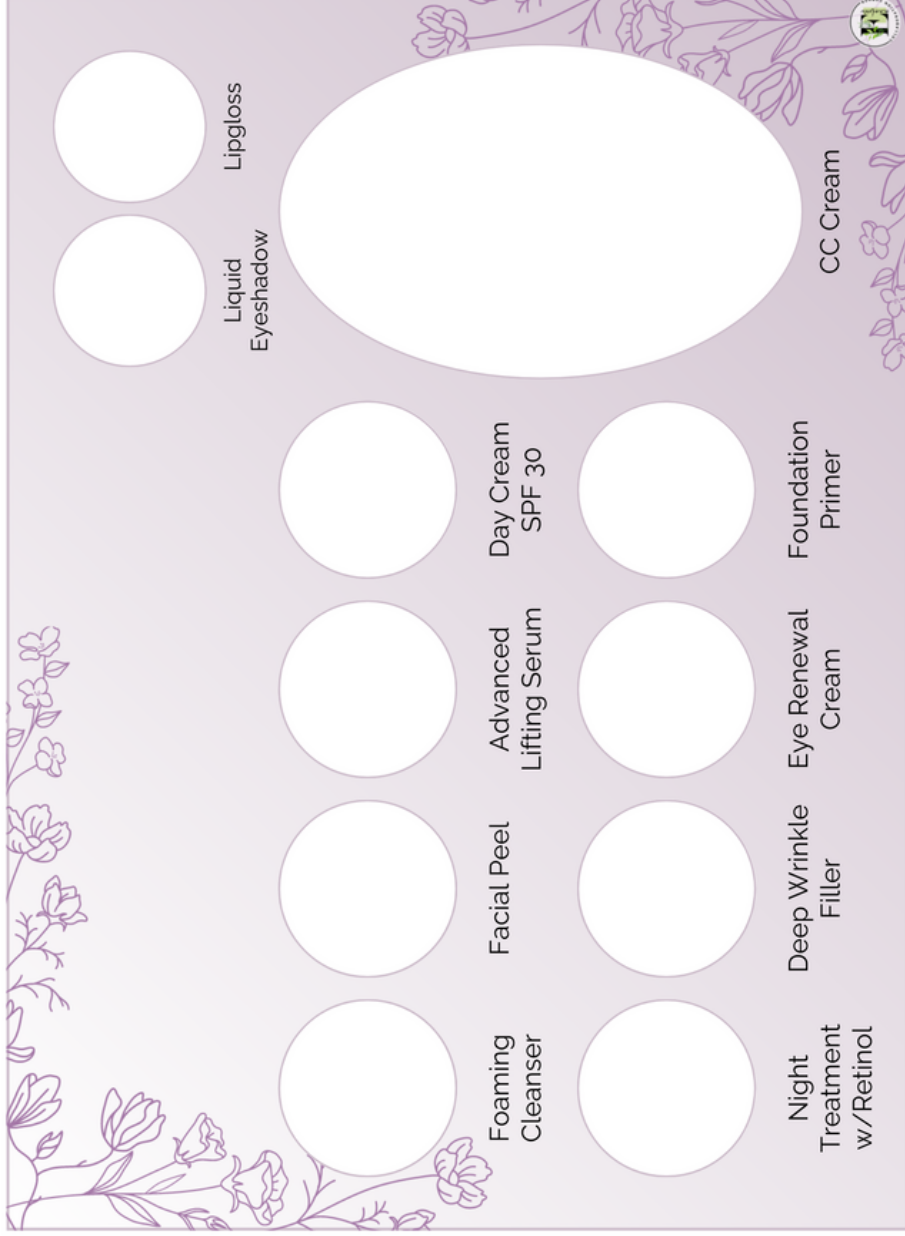 Lipgloss
Liquid
Eyeshadow
Foaming
Cleanser
Facial Peel
Advanced
Lifting Serum
Day Cream
SPF 30
CC Cream
Night
Treatment
w/Retinol
Deep Wrinkle
Filler
Eye Renewal
Cream
Foundation
Primer